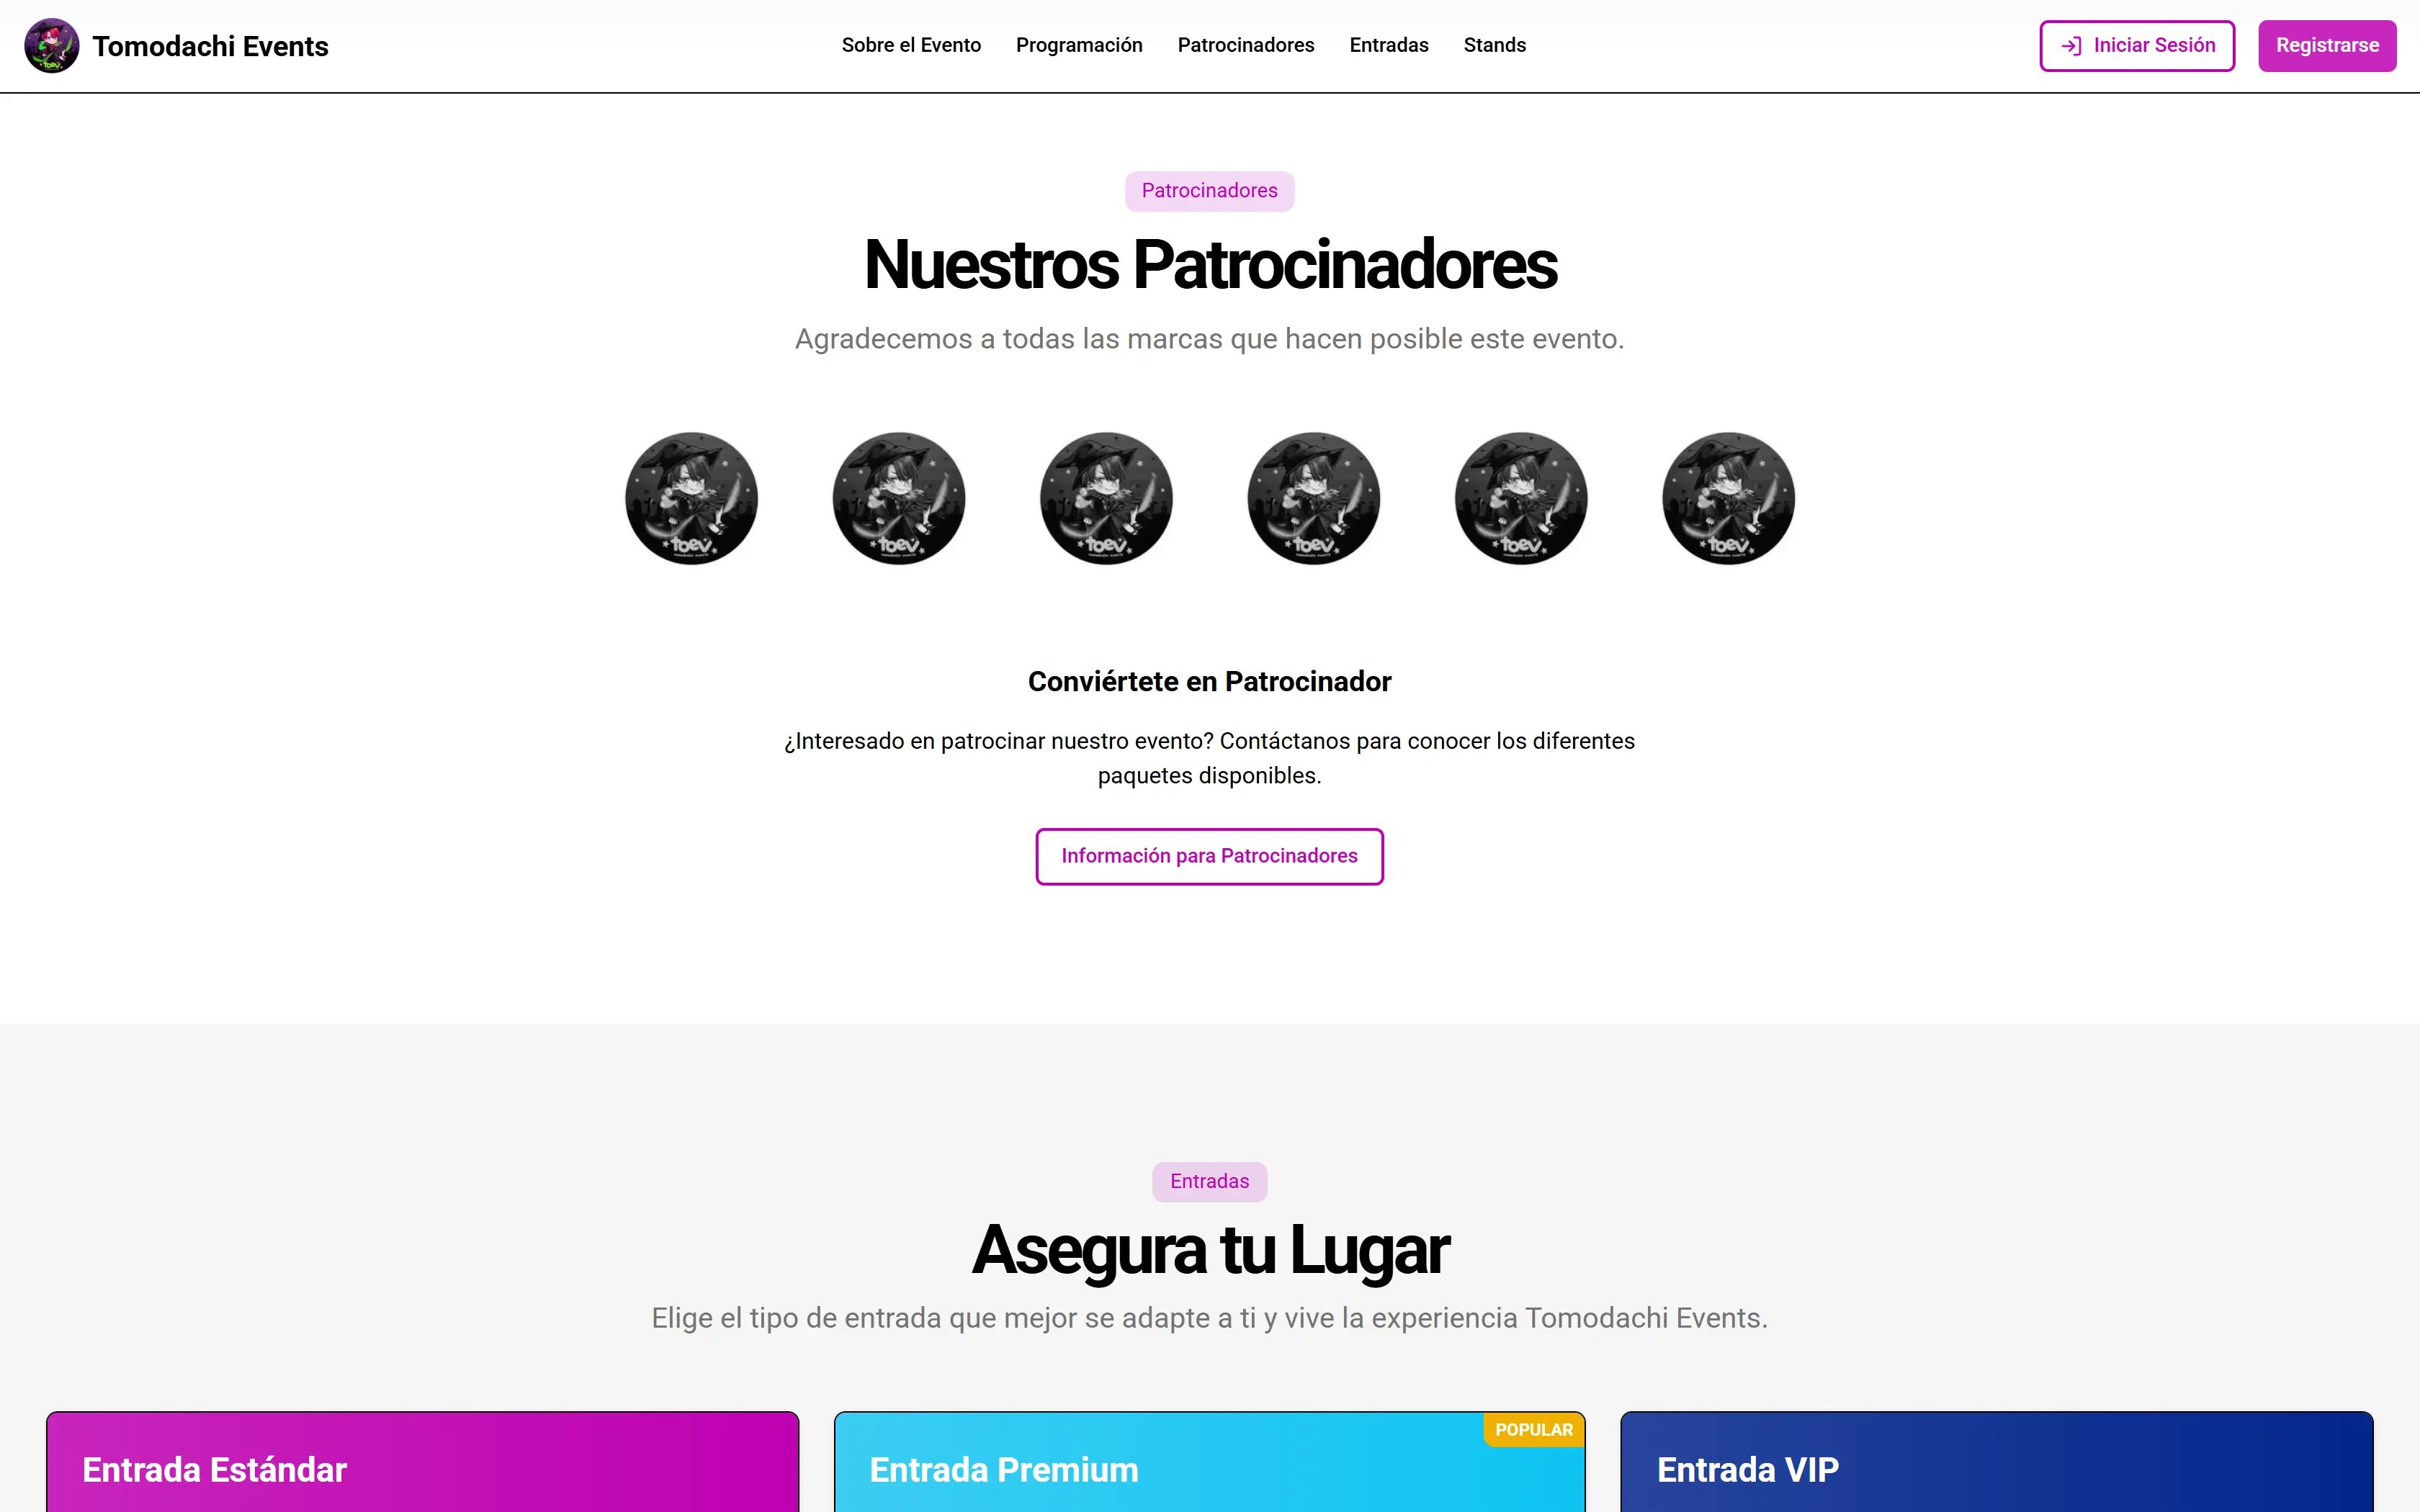 Tomodachi Events
Sobre el Evento
Programación
Patrocinadores
Entradas
Stands
Iniciar Sesión
Registrarse
Patrocinadores
Nuestros Patrocinadores
Agradecemos a todas las marcas que hacen posible este evento.
toev
toev
toev
toev
toev
toev
Conviértete en Patrocinador
¿Interesado en patrocinar nuestro evento? Contáctanos para conocer los diferentes
paquetes disponibles.
Información para Patrocinadores
Entradas
Asegura tu Lugar
Elige el tipo de entrada que mejor se adapte a ti y vive la experiencia Tomodachi Events.
Entrada Estándar
POPULAR
Entrada Premium
Entrada VIP